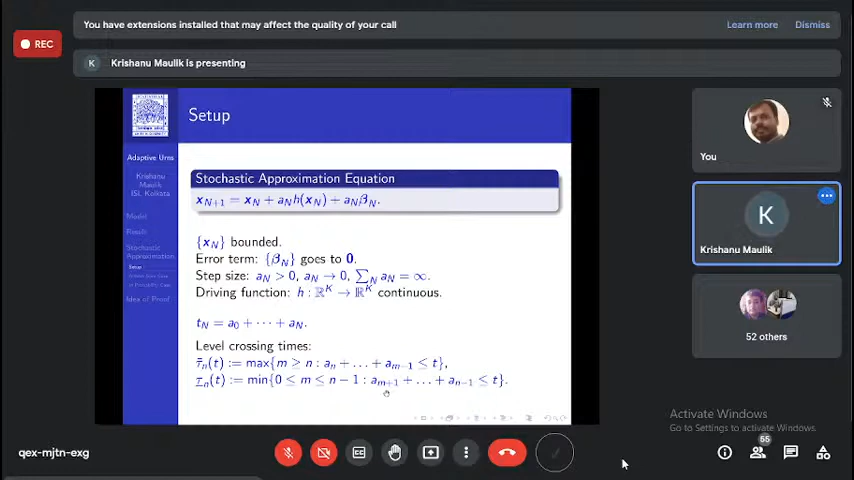 You have extensions installed that may affect the quality of your call
Learn more
Dismiss
REC
K
Krishanu Maulik is presenting
Setup
Adaptive Urns
Krishanu
Maulik
ISI, Kolkata
Model
Result
Stochastic
Approximation
Setup
Idea of Proof
Stochastic Approximation Equation
x_{N+1} = x_N + a_N h(x_N) + a_N β_N.
{x_N} bounded.
Error term: {β_N} goes to 0.
Step size: a_N > 0, a_N → 0, ∑_N a_N = ∞.
Driving function: h : ℝ^K → ℝ^K continuous.
t_N = a_0 + ⋯ + a_N.
Level crossing times:
τ̄_n(t) := max{m ≥ n : a_n + … + a_{m−1} ≤ t},
τ̲_n(t) := min{0 ≤ m ≤ n − 1 : a_{m+1} + … + a_{n−1} ≤ t}.
You
K
Krishanu Maulik
52 others
Activate Windows
Go to Settings to activate Windows.
qex-mjtn-exg
CC
55